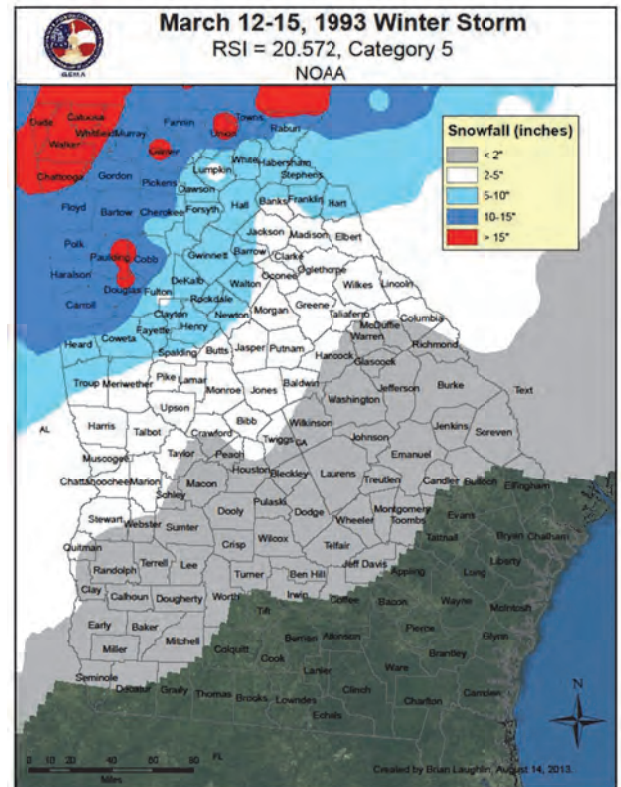 March 12-15, 1993 Winter Storm
RSI = 20.572, Category 5
NOAA
GEMA
Snowfall (inches)
< 2"
2-5"
5-10"
10-15"
> 15"
Dade Catoosa Whitfield Murray Fannin Union Towns Rabun
Walker Gilmer White Habersham
Chattooga Gordon Pickens Lumpkin Stephens
Dawson
Floyd Bartow Cherokee Forsyth Hall Banks Franklin Hart
Jackson Madison Elbert
Polk Paulding Cobb Gwinnett Barrow Clarke
Oconee Oglethorpe
Haralson Douglas Fulton DeKalb Walton Wilkes Lincoln
Rockdale Morgan Greene
Carroll Clayton Newton Taliaferro Columbia
Fayette Henry McDuffie
Heard Coweta Spalding Butts Jasper Putnam Hancock Warren Richmond
Glascock
Troup Meriwether Pike Lamar Monroe Jones Baldwin Jefferson Burke Text
Washington
Upson Bibb
AL Harris Talbot Crawford Wilkinson Jenkins Screven
Twiggs GA Johnson
Taylor Peach Emanuel
Muscogee Houston Bleckley Laurens Treutlen Candler Bulloch Effingham
Chattahoochee Marion Macon
Schley Pulaski Montgomery
Stewart Webster Dooly Dodge Wheeler Toombs Evans
Sumter Tattnall Bryan Chatham
Quitman Crisp Wilcox Telfair
Randolph Terrell Lee Jeff Davis Appling Long Liberty
Turner Ben Hill
Clay Calhoun Dougherty Worth Irwin Coffee Bacon Wayne McIntosh
Tift
Early Baker Pierce Glynn
Miller Mitchell Colquitt Berrien Atkinson Brantley
Cook Ware
Seminole Lanier
Decatur Grady Thomas Brooks Lowndes Clinch Charlton Camden
Echols
N
0 10 20 40 60 80
Miles
FL
Created by Brian Laughlin, August 14, 2013.